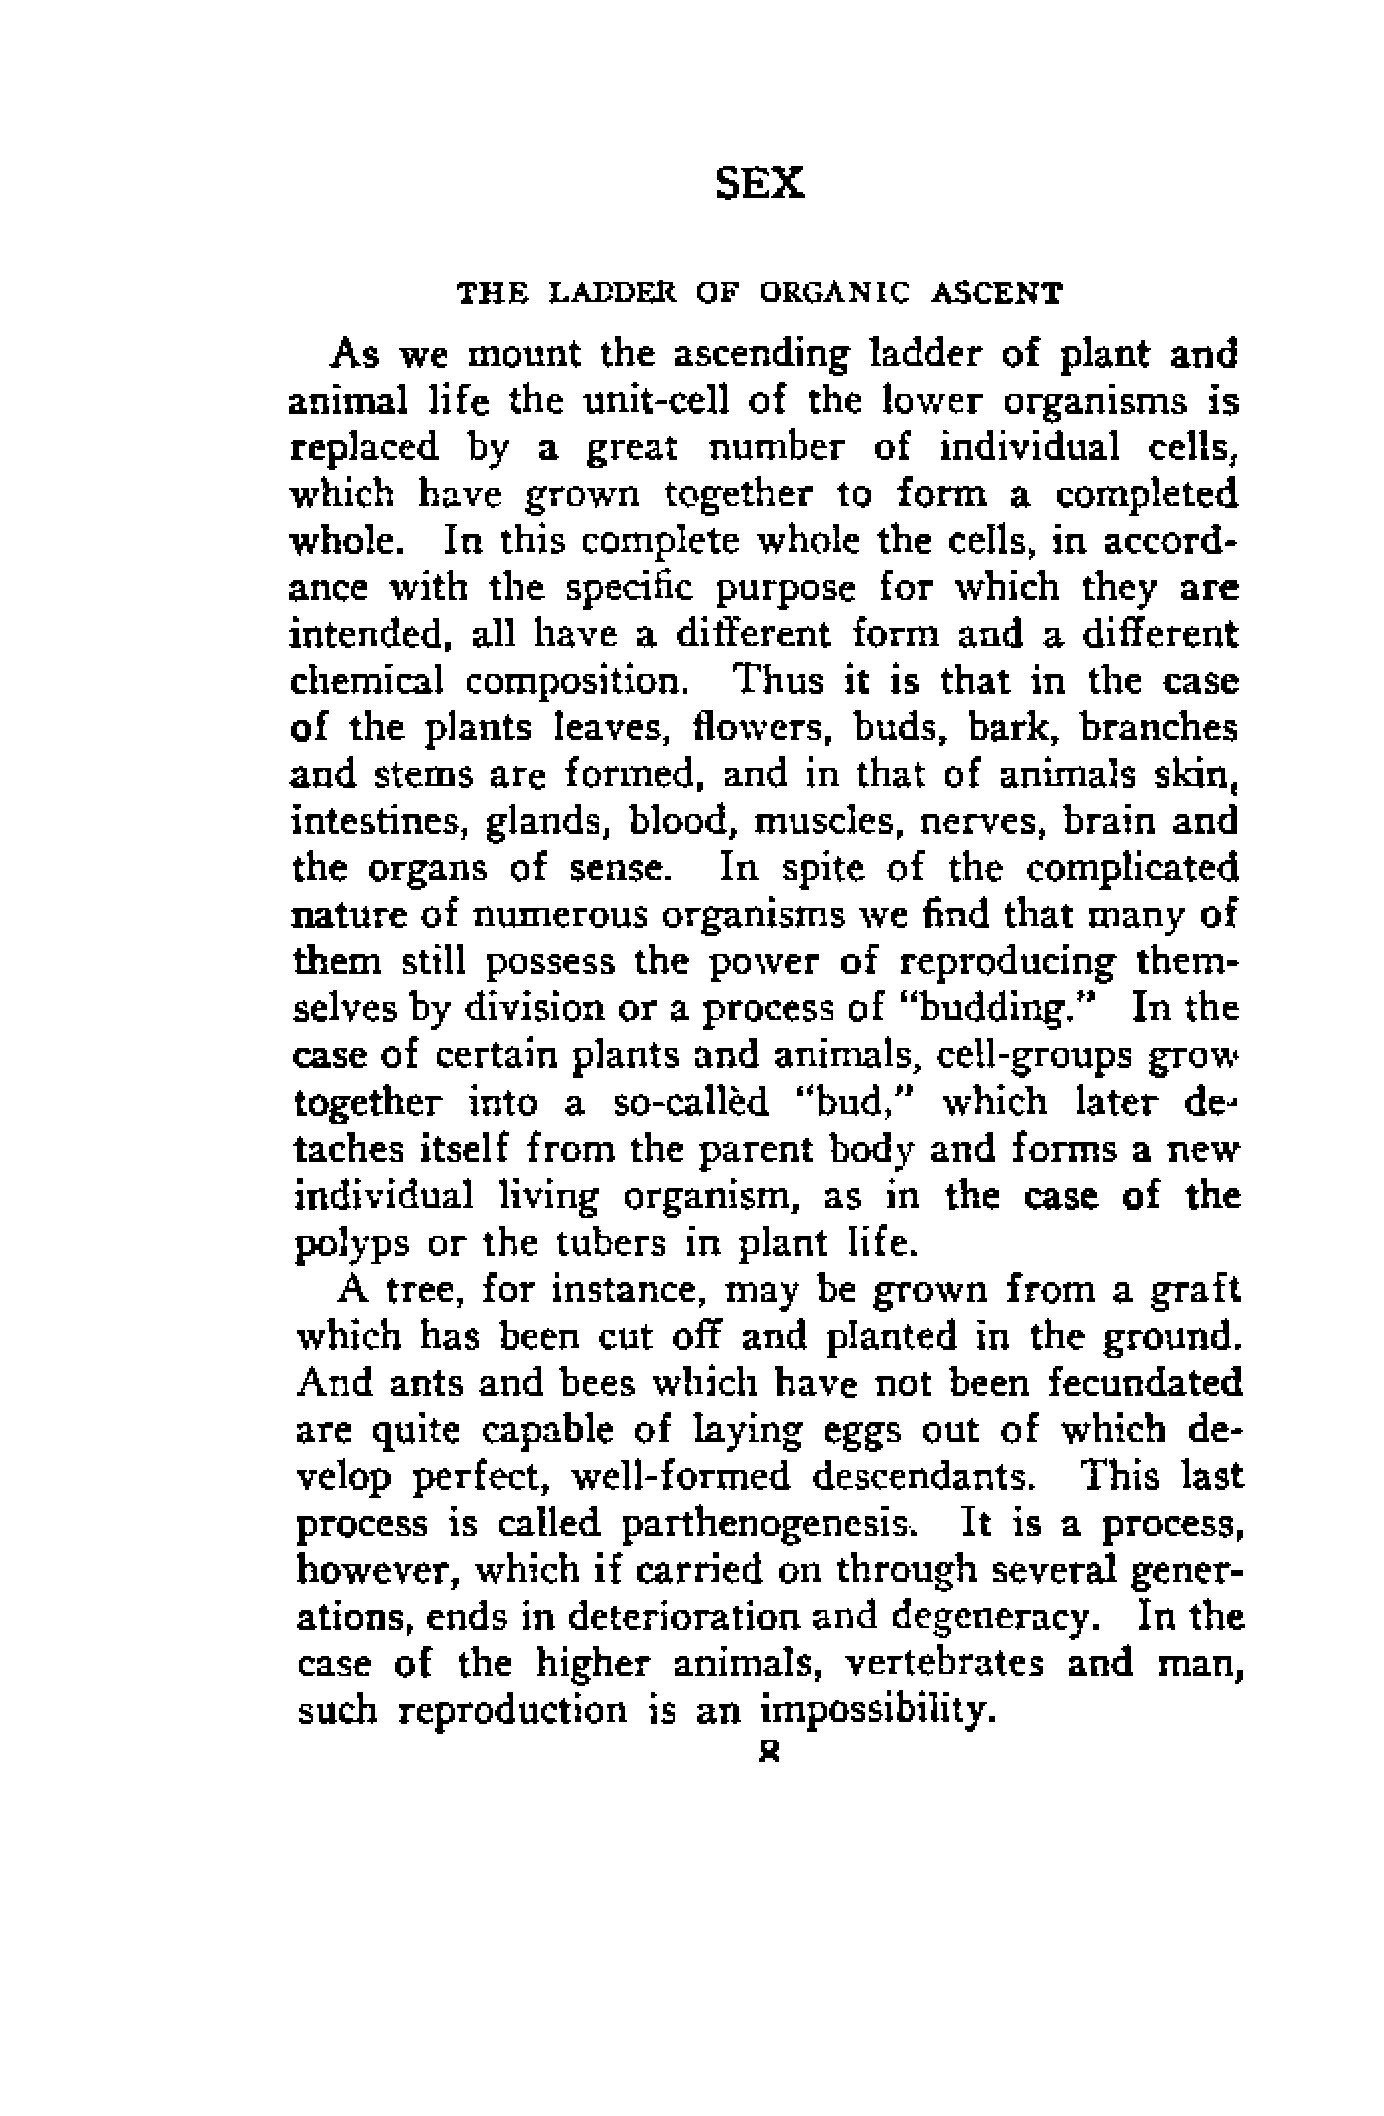 SEX
THE LADDER OF ORGANIC ASCENT
As we mount the ascending ladder of plant and
animal life the unit-cell of the lower organisms is
replaced by a great number of individual cells,
which have grown together to form a completed
whole. In this complete whole the cells, in accord-
ance with the specific purpose for which they are
intended, all have a different form and a different
chemical composition. Thus it is that in the case
of the plants leaves, flowers, buds, bark, branches
and stems are formed, and in that of animals skin,
intestines, glands, blood, muscles, nerves, brain and
the organs of sense. In spite of the complicated
nature of numerous organisms we find that many of
them still possess the power of reproducing them-
selves by division or a process of "budding." In the
case of certain plants and animals, cell-groups grow
together into a so-called "bud," which later de-
taches itself from the parent body and forms a new
individual living organism, as in the case of the
polyps or the tubers in plant life.
A tree, for instance, may be grown from a graft
which has been cut off and planted in the ground.
And ants and bees which have not been fecundated
are quite capable of laying eggs out of which de-
velop perfect, well-formed descendants. This last
process is called parthenogenesis. It is a process,
however, which if carried on through several gener-
ations, ends in deterioration and degeneracy. In the
case of the higher animals, vertebrates and man,
such reproduction is an impossibility.
8